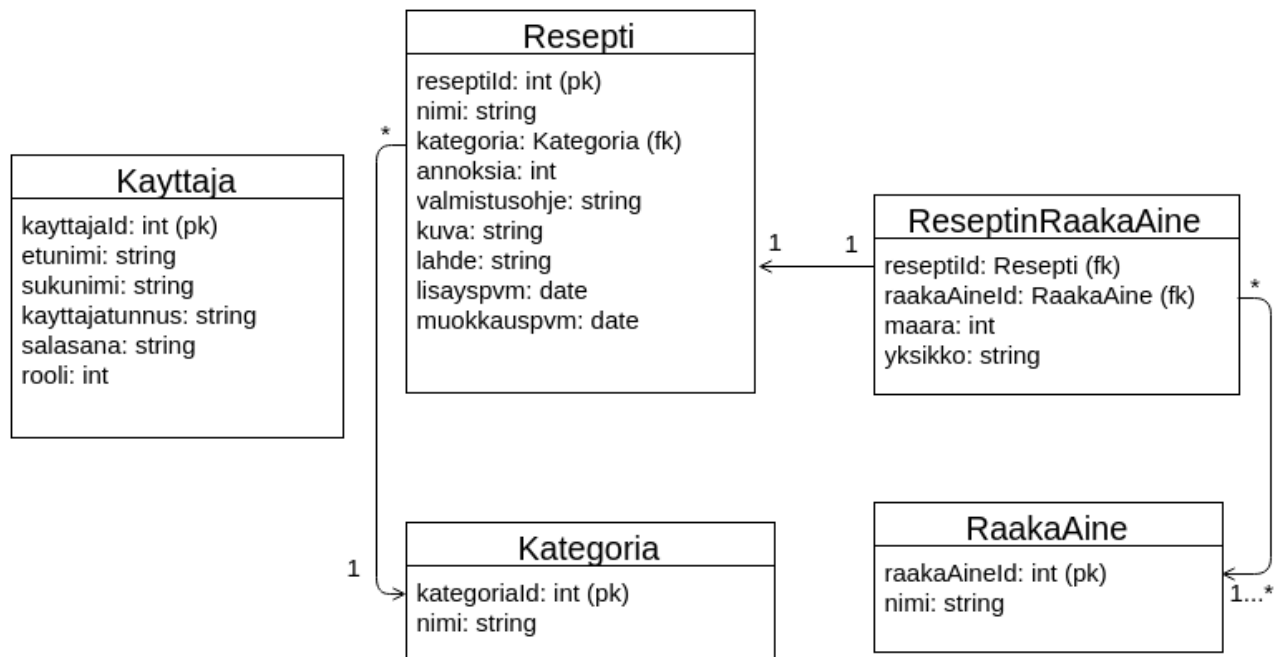 Resepti
reseptiId: int (pk)
nimi: string
kategoria: Kategoria (fk)
annoksia: int
valmistusohje: string
kuva: string
lahde: string
lisayspvm: date
muokkauspvm: date
*
1
Kayttaja
kayttajaId: int (pk)
etunimi: string
sukunimi: string
kayttajatunnus: string
salasana: string
rooli: int
1
1
ReseptinRaakaAine
reseptiId: Resepti (fk)
raakaAineId: RaakaAine (fk)
maara: int
yksikko: string
*
1...*
Kategoria
kategoriaId: int (pk)
nimi: string
RaakaAine
raakaAineId: int (pk)
nimi: string